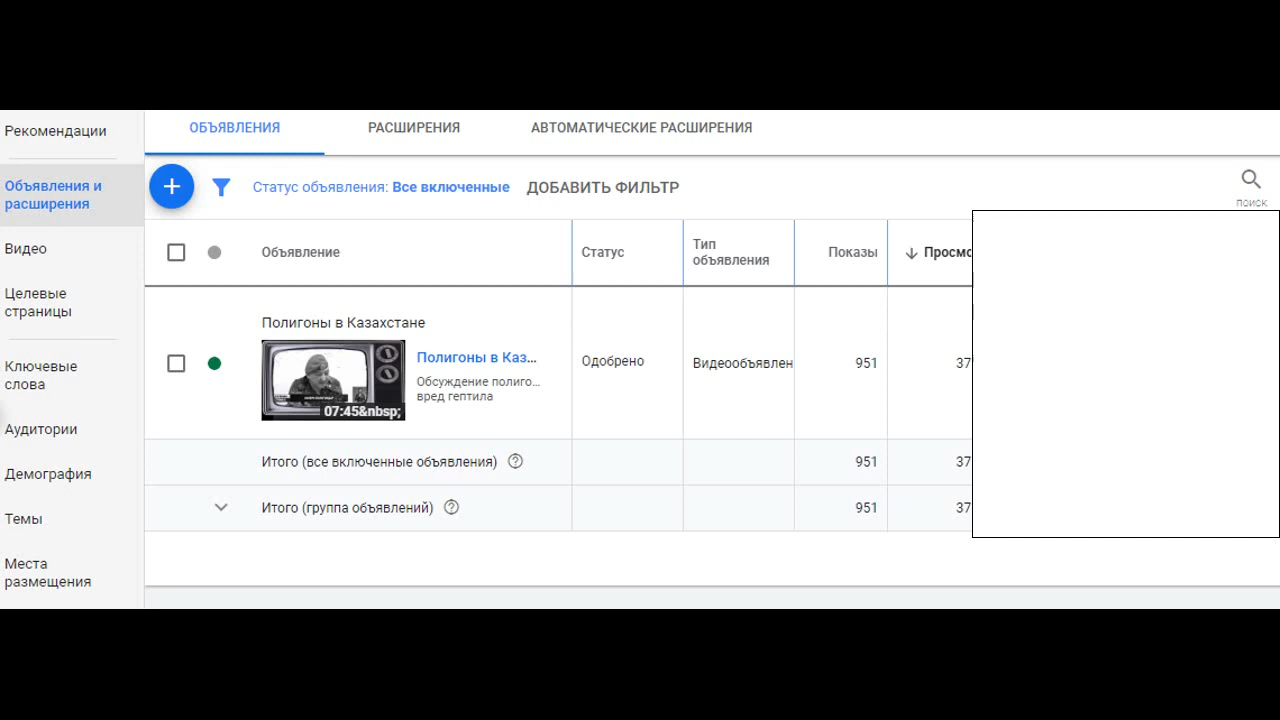 Рекомендации
Объявления и
расширения
Видео
Целевые
страницы
Ключевые
слова
Аудитории
Демография
Темы
Места
размещения
ОБЪЯВЛЕНИЯ РАСШИРЕНИЯ АВТОМАТИЧЕСКИЕ РАСШИРЕНИЯ
Статус объявления: Все включенные ДОБАВИТЬ ФИЛЬТР
поиск
Объявление Статус Тип объявления Показы Просмо
Полигоны в Казахстане
Полигоны в Каз...
Обсуждение полиго...
вред гептила
07:45&nbsp;
Одобрено Видеообъявлен 951 37
Итого (все включенные объявления) 951 37
Итого (группа объявлений) 951 37